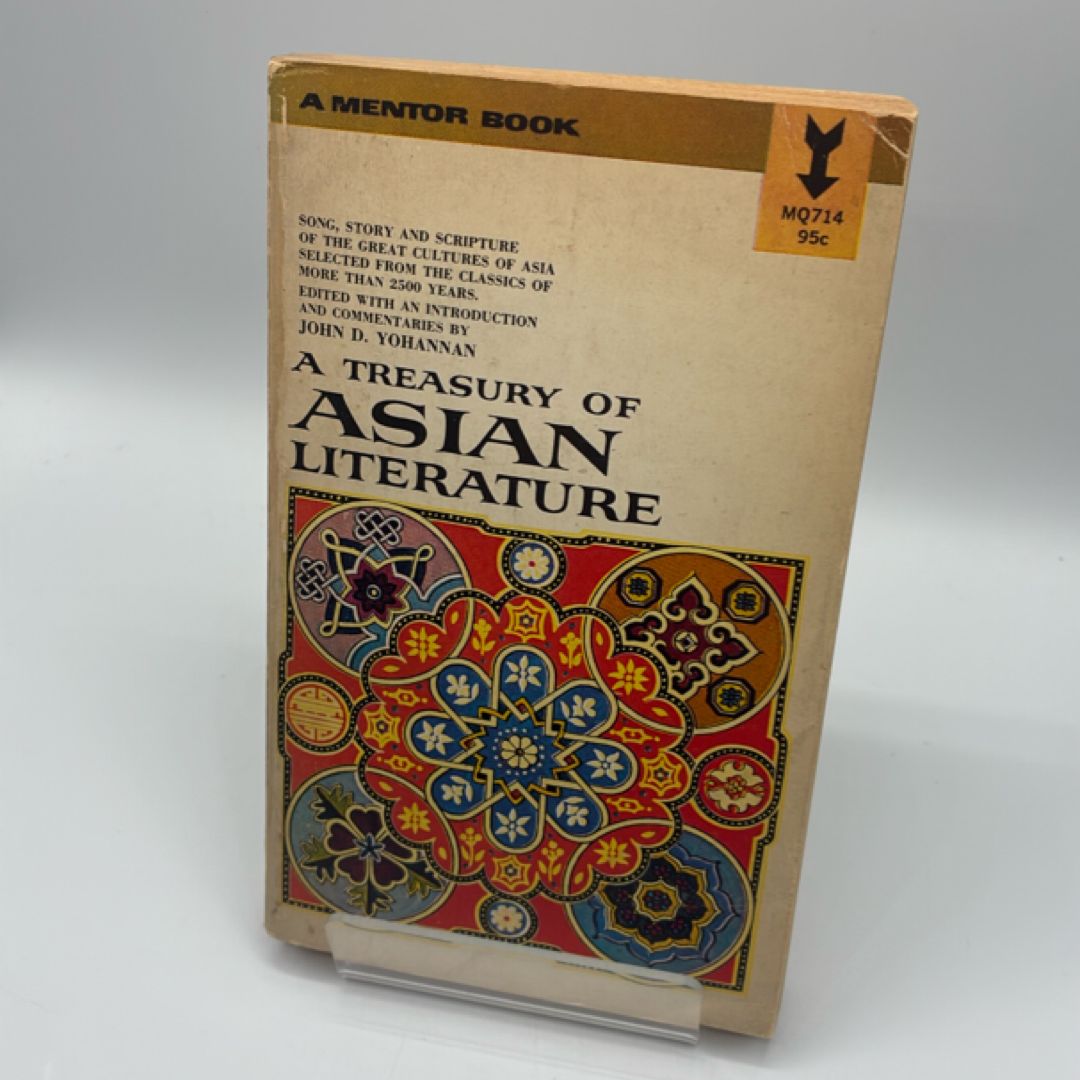 A MENTOR BOOK
MQ714
95c
SONG, STORY AND SCRIPTURE
OF THE GREAT CULTURES OF ASIA
SELECTED FROM THE CLASSICS OF
MORE THAN 2500 YEARS.
EDITED WITH AN INTRODUCTION
AND COMMENTARIES BY
JOHN D. YOHANNAN
A TREASURY OF
ASIAN
LITERATURE